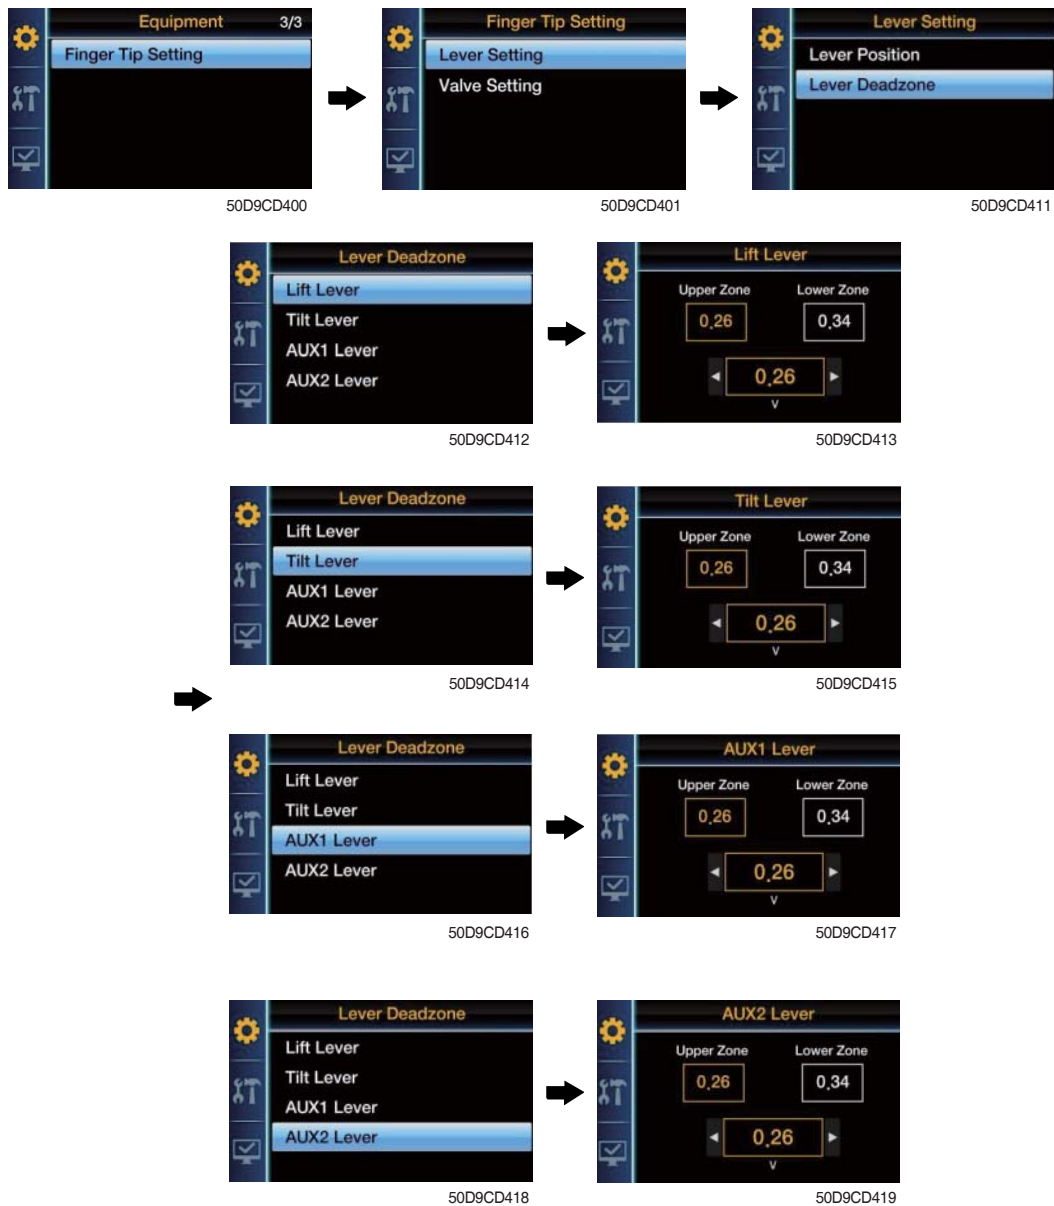 Equipment 3/3
Finger Tip Setting
50D9CD400
Finger Tip Setting
Lever Setting
Valve Setting
50D9CD401
Lever Setting
Lever Position
Lever Deadzone
50D9CD411
Lever Deadzone
Lift Lever
Tilt Lever
AUX1 Lever
AUX2 Lever
50D9CD412
Lift Lever
Upper Zone Lower Zone
0.26 0.34
0.26
V
50D9CD413
Lever Deadzone
Lift Lever
Tilt Lever
AUX1 Lever
AUX2 Lever
50D9CD414
Tilt Lever
Upper Zone Lower Zone
0.26 0.34
0.26
V
50D9CD415
Lever Deadzone
Lift Lever
Tilt Lever
AUX1 Lever
AUX2 Lever
50D9CD416
AUX1 Lever
Upper Zone Lower Zone
0.26 0.34
0.26
V
50D9CD417
Lever Deadzone
Lift Lever
Tilt Lever
AUX1 Lever
AUX2 Lever
50D9CD418
AUX2 Lever
Upper Zone Lower Zone
0.26 0.34
0.26
V
50D9CD419